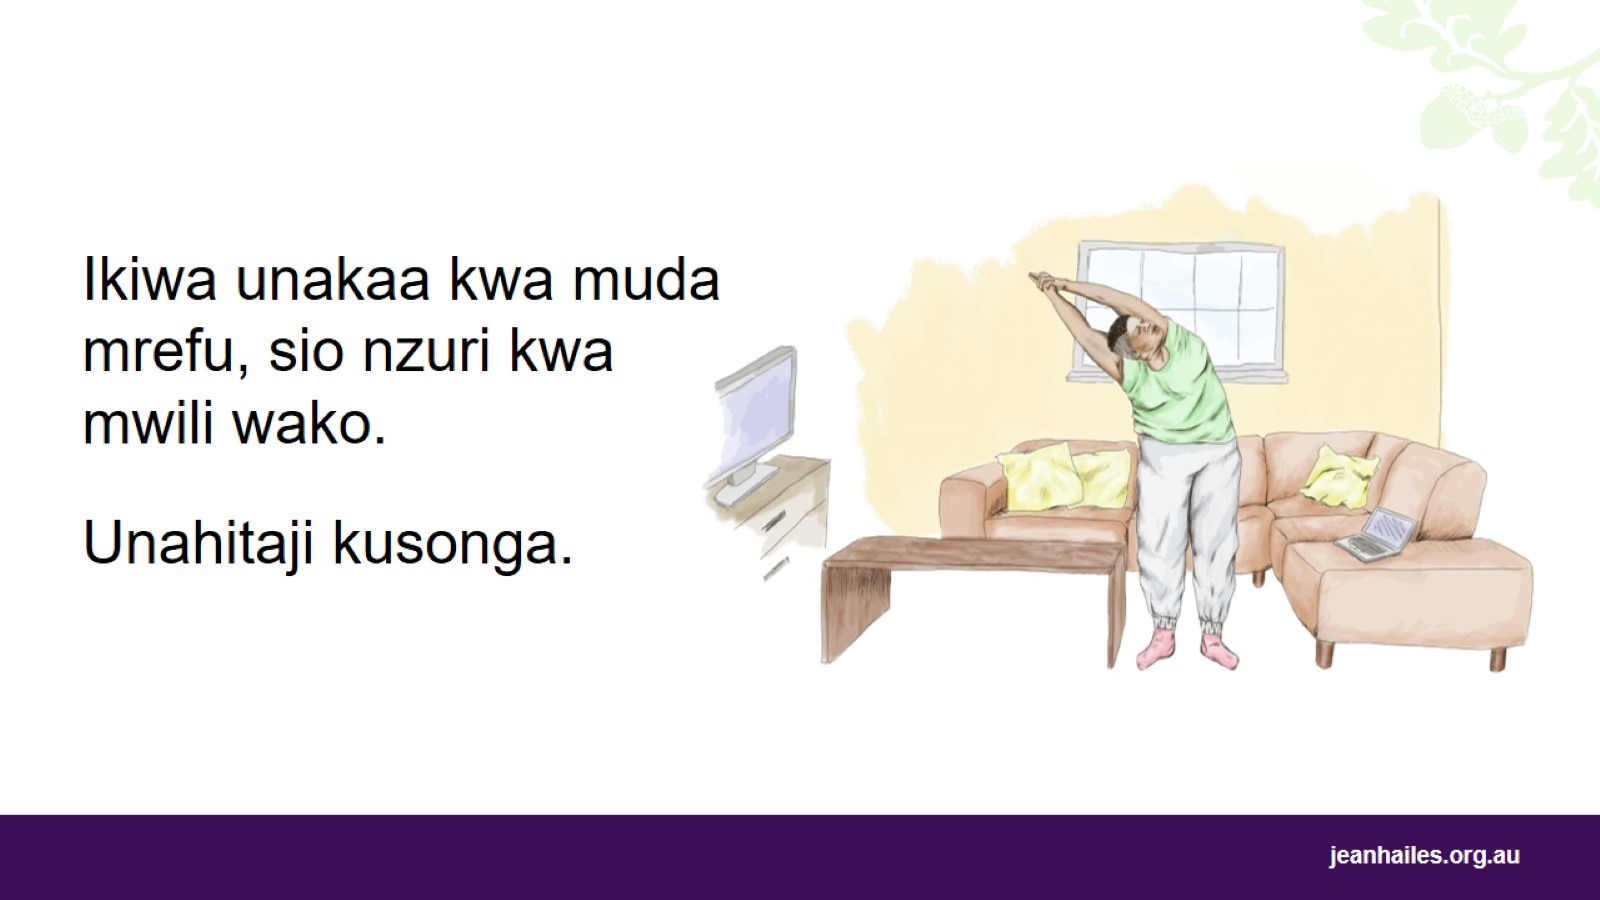 Ikiwa unakaa kwa muda
mrefu, sio nzuri kwa
mwili wako.
Unahitaji kusonga.
jeanhailes.org.au